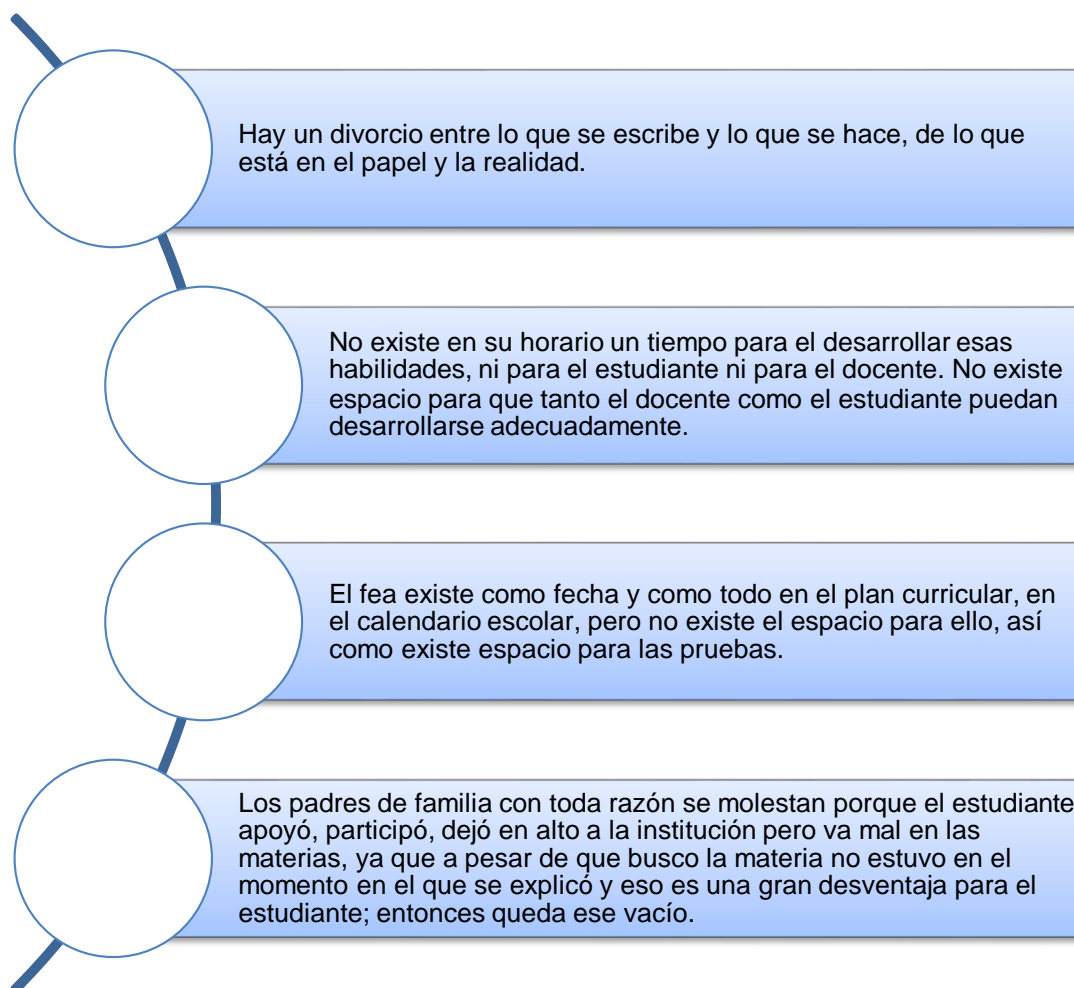 Hay un divorcio entre lo que se escribe y lo que se hace, de lo que
está en el papel y la realidad.
No existe en su horario un tiempo para el desarrollar esas
habilidades, ni para el estudiante ni para el docente. No existe
espacio para que tanto el docente como el estudiante puedan
desarrollarse adecuadamente.
El fea existe como fecha y como todo en el plan curricular, en
el calendario escolar, pero no existe el espacio para ello, así
como existe espacio para las pruebas.
Los padres de familia con toda razón se molestan porque el estudiante
apoyó, participó, dejó en alto a la institución pero va mal en las
materias, ya que a pesar de que busco la materia no estuvo en el
momento en el que se explicó y eso es una gran desventaja para el
estudiante; entonces queda ese vacío.